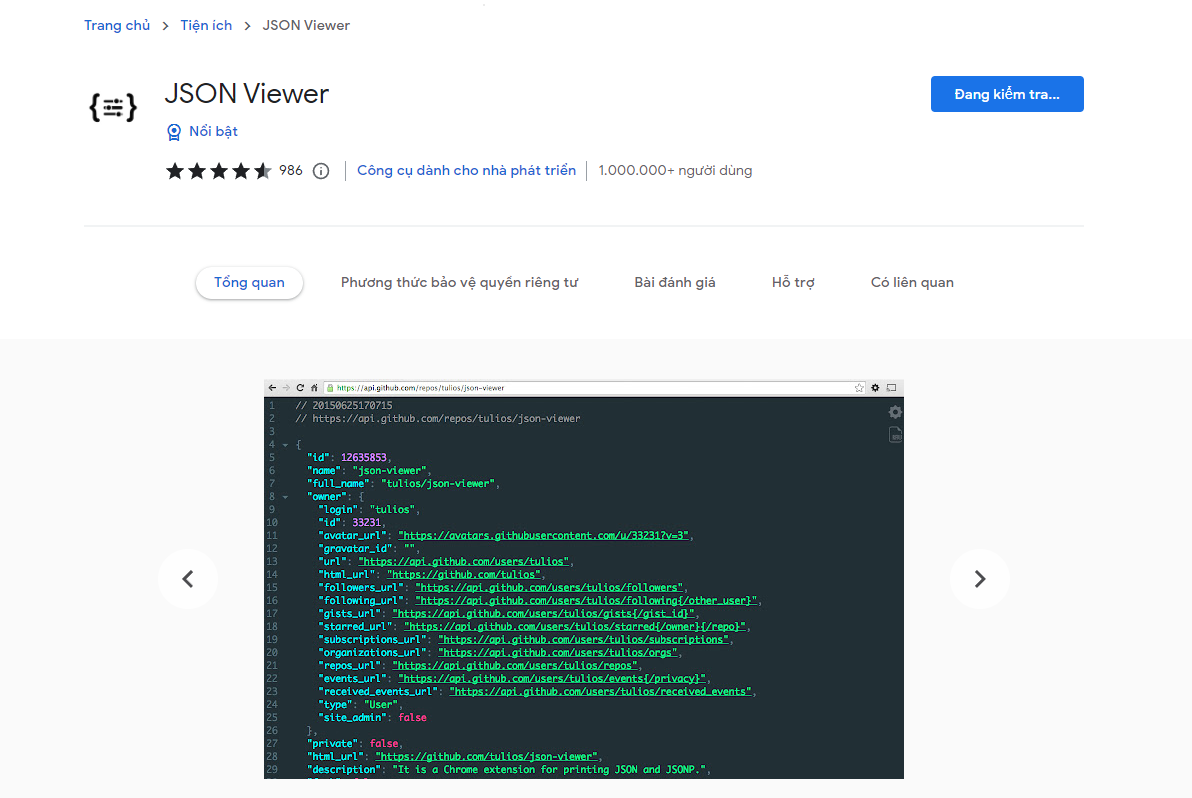 Trang chủ > Tiện ích > JSON Viewer
JSON Viewer
Đang kiểm tra...
Nổi bật
986 | Công cụ dành cho nhà phát triển | 1.000.000+ người dùng
Tổng quan Phương thức bảo vệ quyền riêng tư Bài đánh giá Hỗ trợ Có liên quan
https://api.github.com/repos/tulios/json-viewer
1 // 20150625170715
2 // https://api.github.com/repos/tulios/json-viewer
3
4 {
5 "id": 12635853,
6 "name": "json-viewer",
7 "full_name": "tulios/json-viewer",
8 "owner": {
9 "login": "tulios",
10 "id": 33231,
11 "avatar_url": "https://avatars.githubusercontent.com/u/33231?v=3",
12 "gravatar_id": "",
13 "url": "https://api.github.com/users/tulios",
14 "html_url": "https://github.com/tulios",
15 "followers_url": "https://api.github.com/users/tulios/followers",
16 "following_url": "https://api.github.com/users/tulios/following{/other_user}",
17 "gists_url": "https://api.github.com/users/tulios/gists{/gist_id}",
18 "starred_url": "https://api.github.com/users/tulios/starred{/owner}{/repo}",
19 "subscriptions_url": "https://api.github.com/users/tulios/subscriptions",
20 "organizations_url": "https://api.github.com/users/tulios/orgs",
21 "repos_url": "https://api.github.com/users/tulios/repos",
22 "events_url": "https://api.github.com/users/tulios/events{/privacy}",
23 "received_events_url": "https://api.github.com/users/tulios/received_events",
24 "type": "User",
25 "site_admin": false
26 },
27 "private": false,
28 "html_url": "https://github.com/tulios/json-viewer",
29 "description": "It is a Chrome extension for printing JSON and JSONP.",